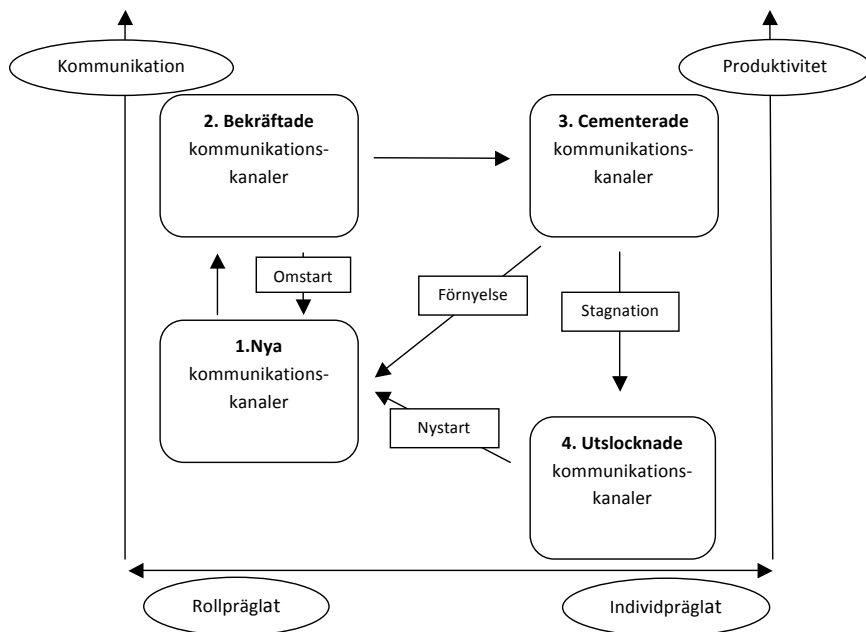 Kommunikation
Produktivitet
2. Bekräftade
kommunikations-
kanaler
3. Cementerade
kommunikations-
kanaler
Omstart
Förnyelse
Stagnation
1.Nya
kommunikations-
kanaler
Nystart
4. Utslocknade
kommunikations-
kanaler
Rollpräglat
Individpräglat